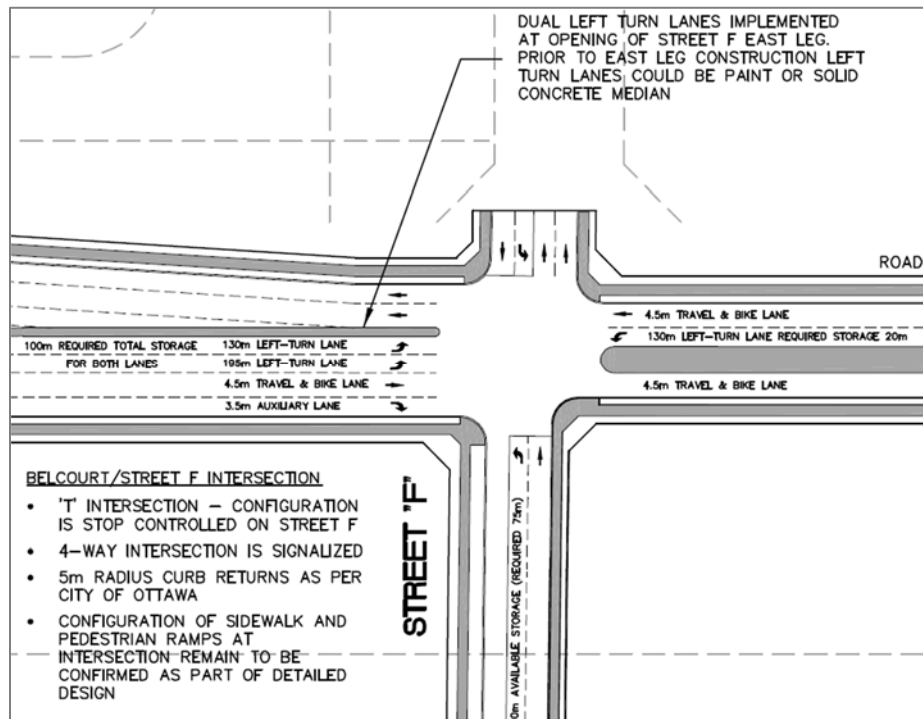 DUAL LEFT TURN LANES IMPLEMENTED
AT OPENING OF STREET F EAST LEG.
PRIOR TO EAST LEG CONSTRUCTION LEFT
TURN LANES COULD BE PAINT OR SOLID
CONCRETE MEDIAN
ROAD
4.5m TRAVEL & BIKE LANE
130m LEFT-TURN LANE REQUIRED STORAGE 20m
4.5m TRAVEL & BIKE LANE
100m REQUIRED TOTAL STORAGE
FOR BOTH LANES
130m LEFT-TURN LANE
195m LEFT-TURN LANE
4.5m TRAVEL & BIKE LANE
3.5m AUXILIARY LANE
BELCOURT/STREET F INTERSECTION
• 'T' INTERSECTION – CONFIGURATION
IS STOP CONTROLLED ON STREET F
• 4-WAY INTERSECTION IS SIGNALIZED
• 5m RADIUS CURB RETURNS AS PER
CITY OF OTTAWA
• CONFIGURATION OF SIDEWALK AND
PEDESTRIAN RAMPS AT
INTERSECTION REMAIN TO BE
CONFIRMED AS PART OF DETAILED
DESIGN
STREET "F"
0m AVAILABLE STORAGE (REQUIRED 75m)